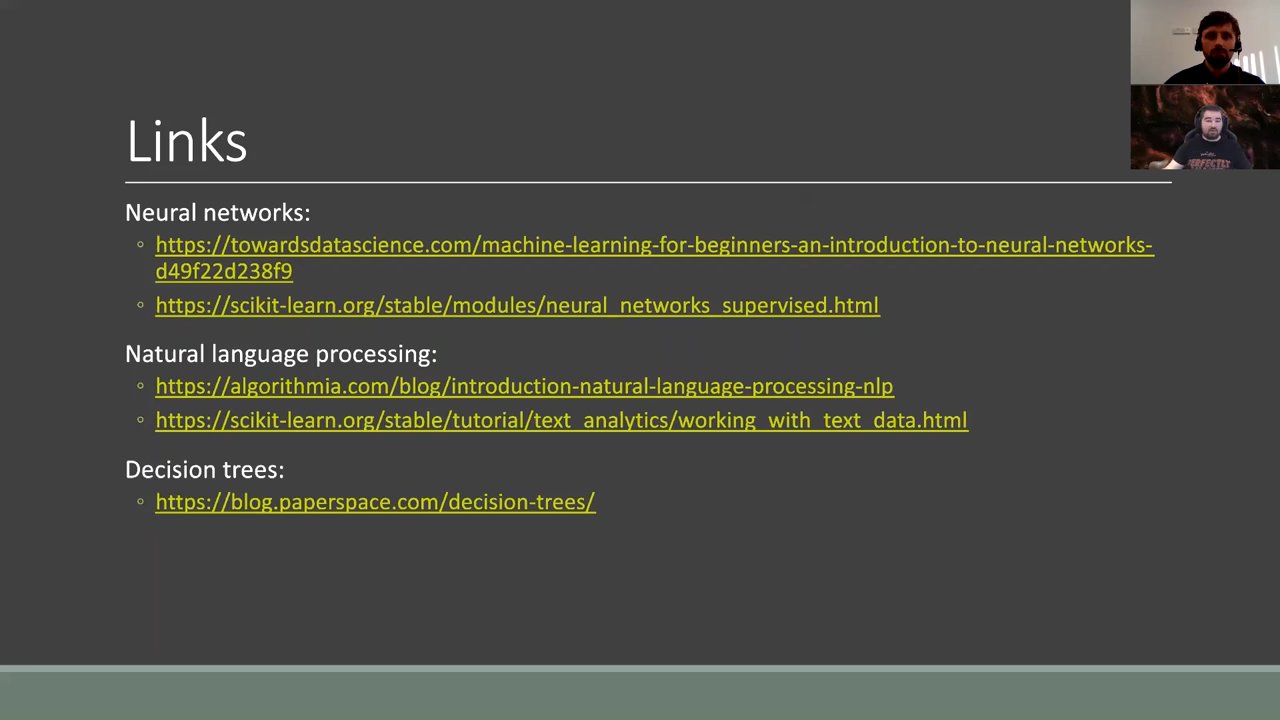 Links
Neural networks:
https://towardsdatascience.com/machine-learning-for-beginners-an-introduction-to-neural-networks-
d49f22d238f9
https://scikit-learn.org/stable/modules/neural_networks_supervised.html
Natural language processing:
https://algorithmia.com/blog/introduction-natural-language-processing-nlp
https://scikit-learn.org/stable/tutorial/text_analytics/working_with_text_data.html
Decision trees:
https://blog.paperspace.com/decision-trees/
PERFECTLY